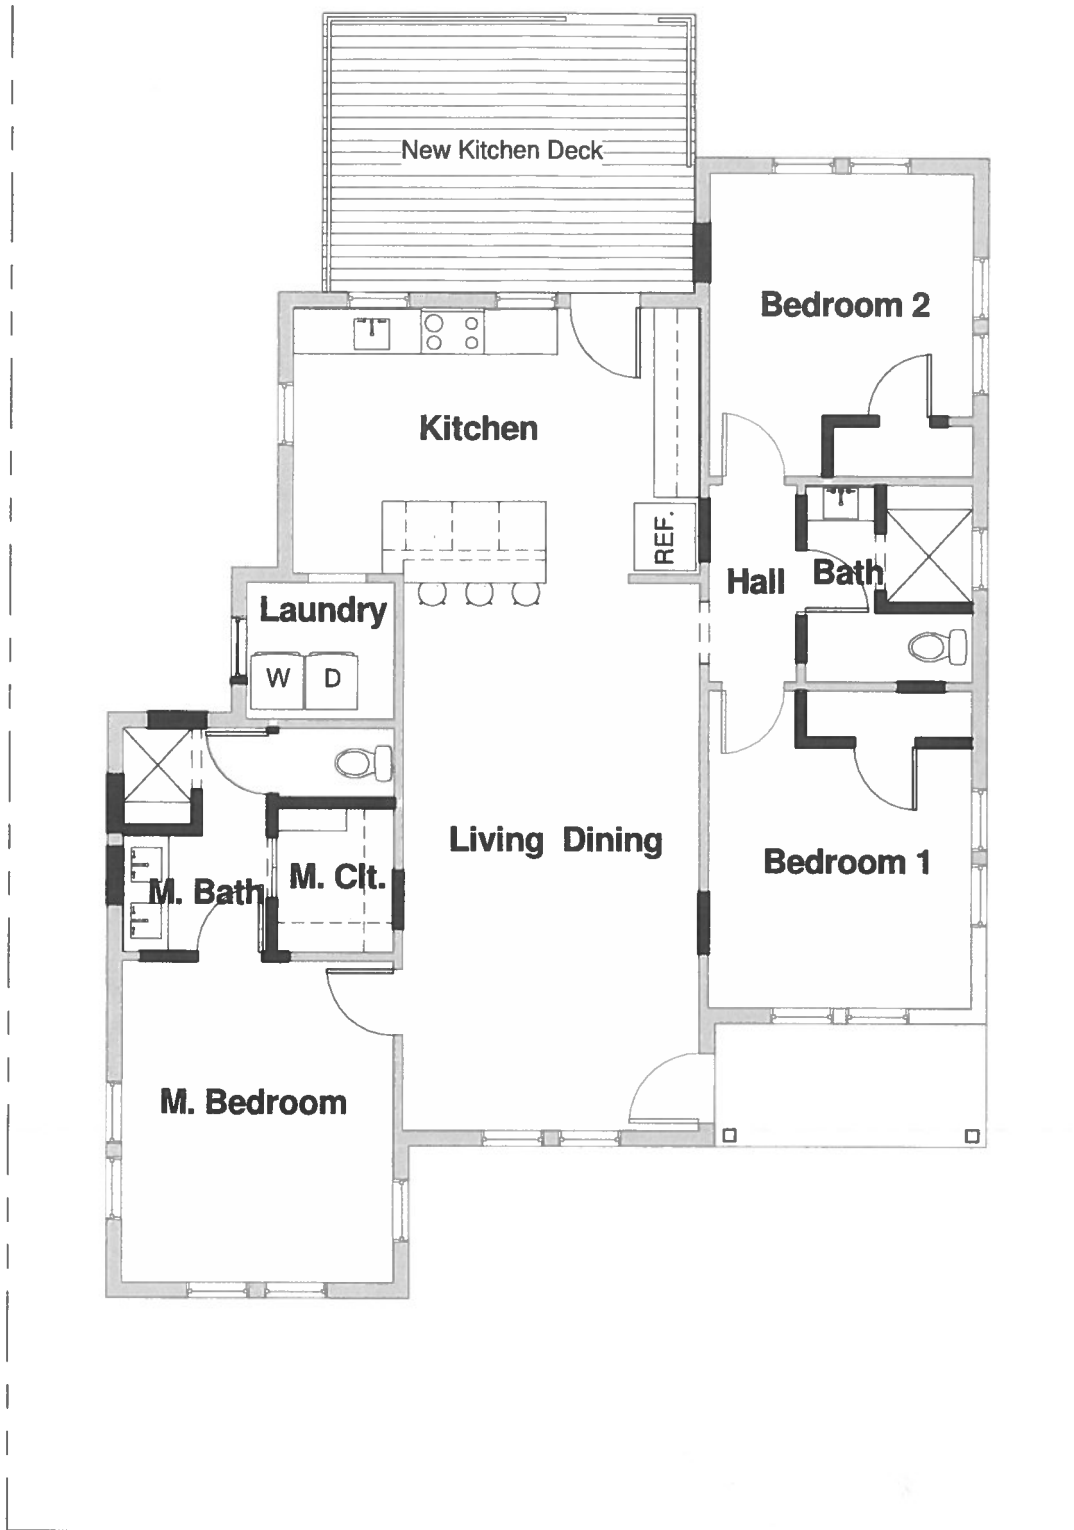 New Kitchen Deck
Bedroom 2
Kitchen
REF.
Hall
Bath
Laundry
W
D
Living Dining
Bedroom 1
M. Clt.
M. Bath
M. Bedroom